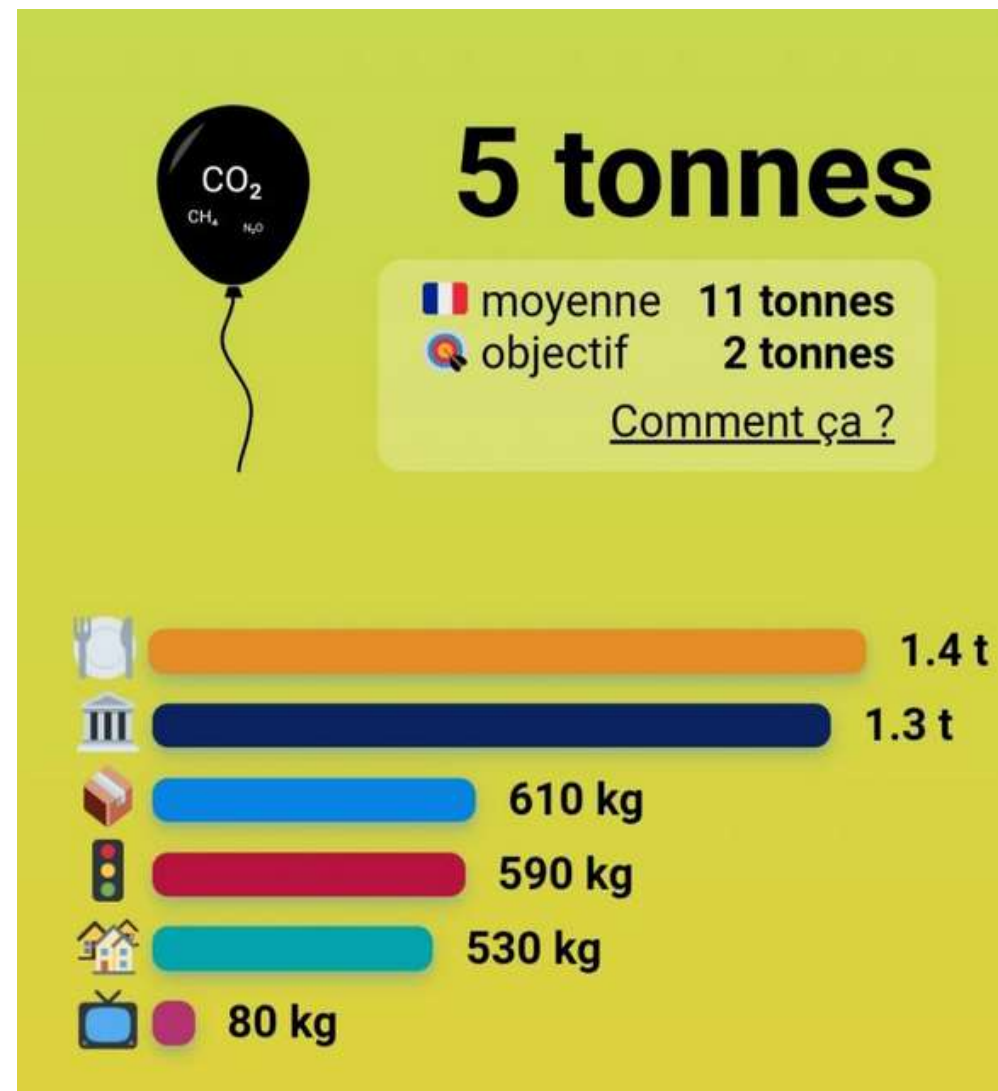 5 tonnes
CO₂
CH₄ N₂O
moyenne 11 tonnes
objectif 2 tonnes
Comment ça ?
1.4 t
1.3 t
610 kg
590 kg
530 kg
80 kg